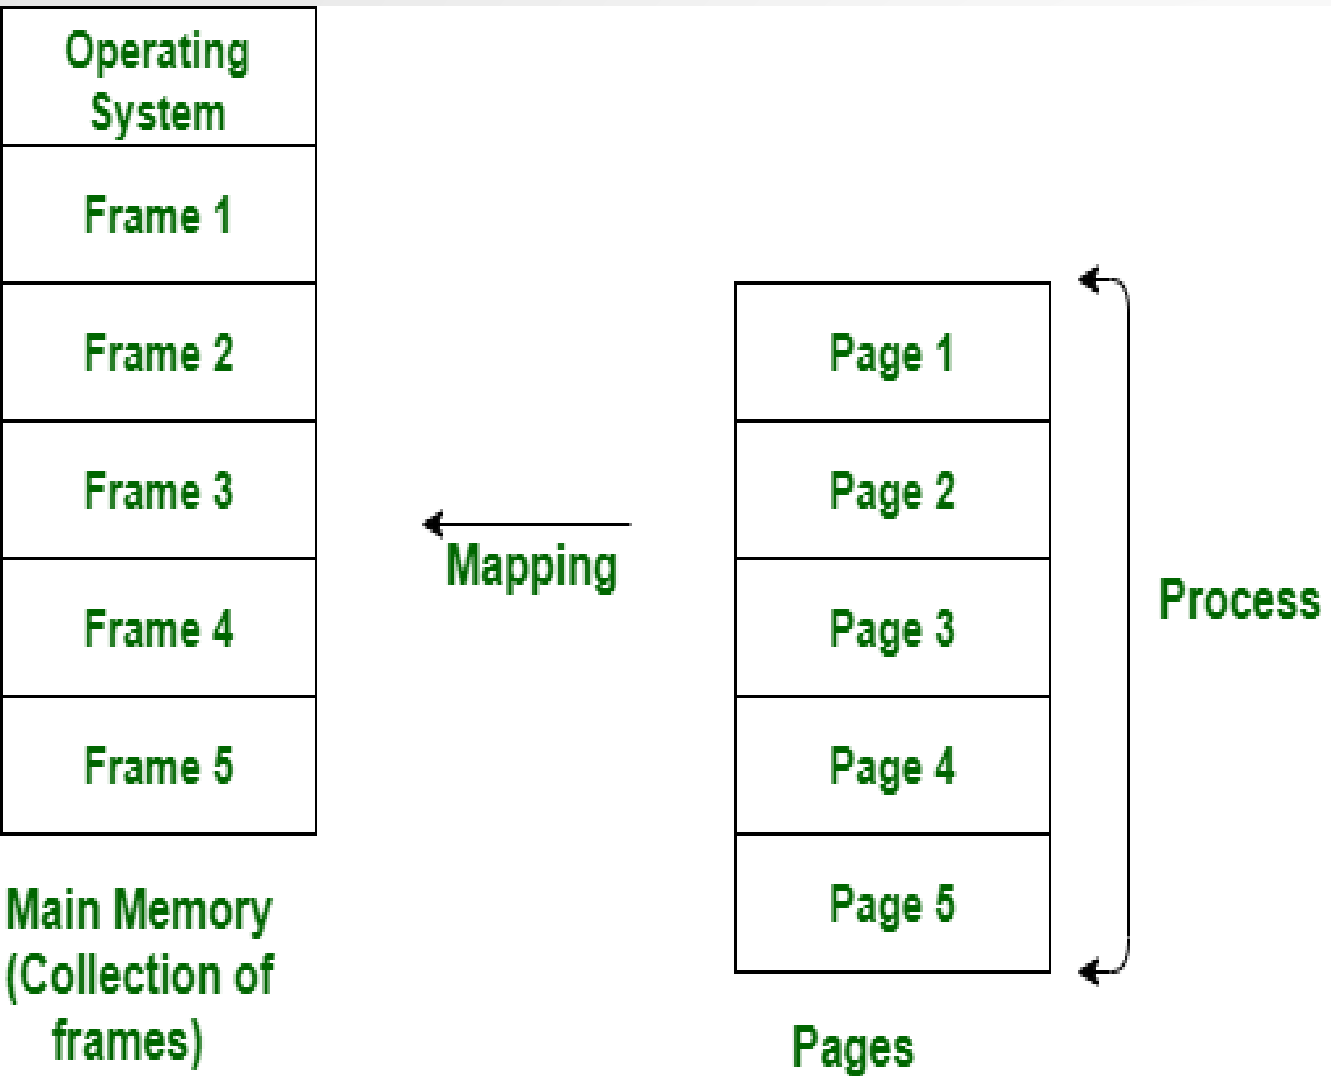 Operating
System
Frame 1
Frame 2
Frame 3
Frame 4
Frame 5
Main Memory
(Collection of
frames)
Mapping
Page 1
Page 2
Page 3
Page 4
Page 5
Pages
Process